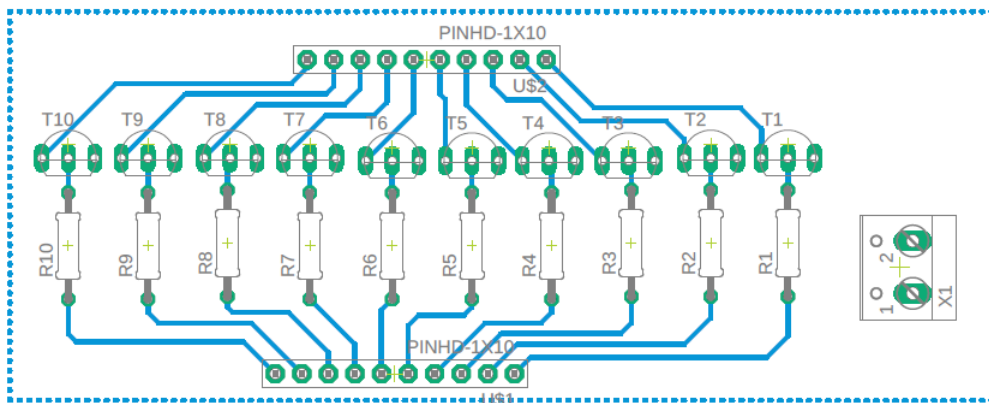 PINHD-1X10
U$2
T10 T9 T8 T7 T6 T5 T4 T3 T2 T1
R10 R9 R8 R7 R6 R5 R4 R3 R2 R1
2
1
X1
PINHD-1X10
U$1